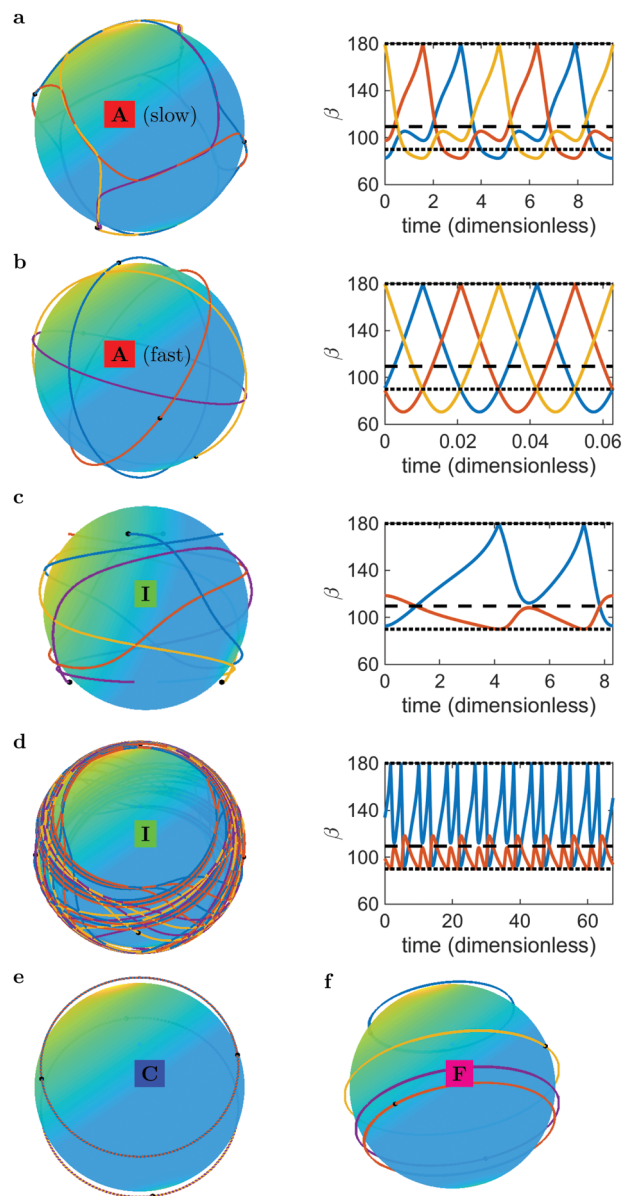 a
A (slow)
β
180
140
100
60
0 2 4 6 8
time (dimensionless)
b
A (fast)
β
180
140
100
60
0 0.02 0.04 0.06
time (dimensionless)
c
I
β
180
140
100
60
0 2 4 6 8
time (dimensionless)
d
I
β
180
140
100
60
0 20 40 60
time (dimensionless)
e
C
f
F